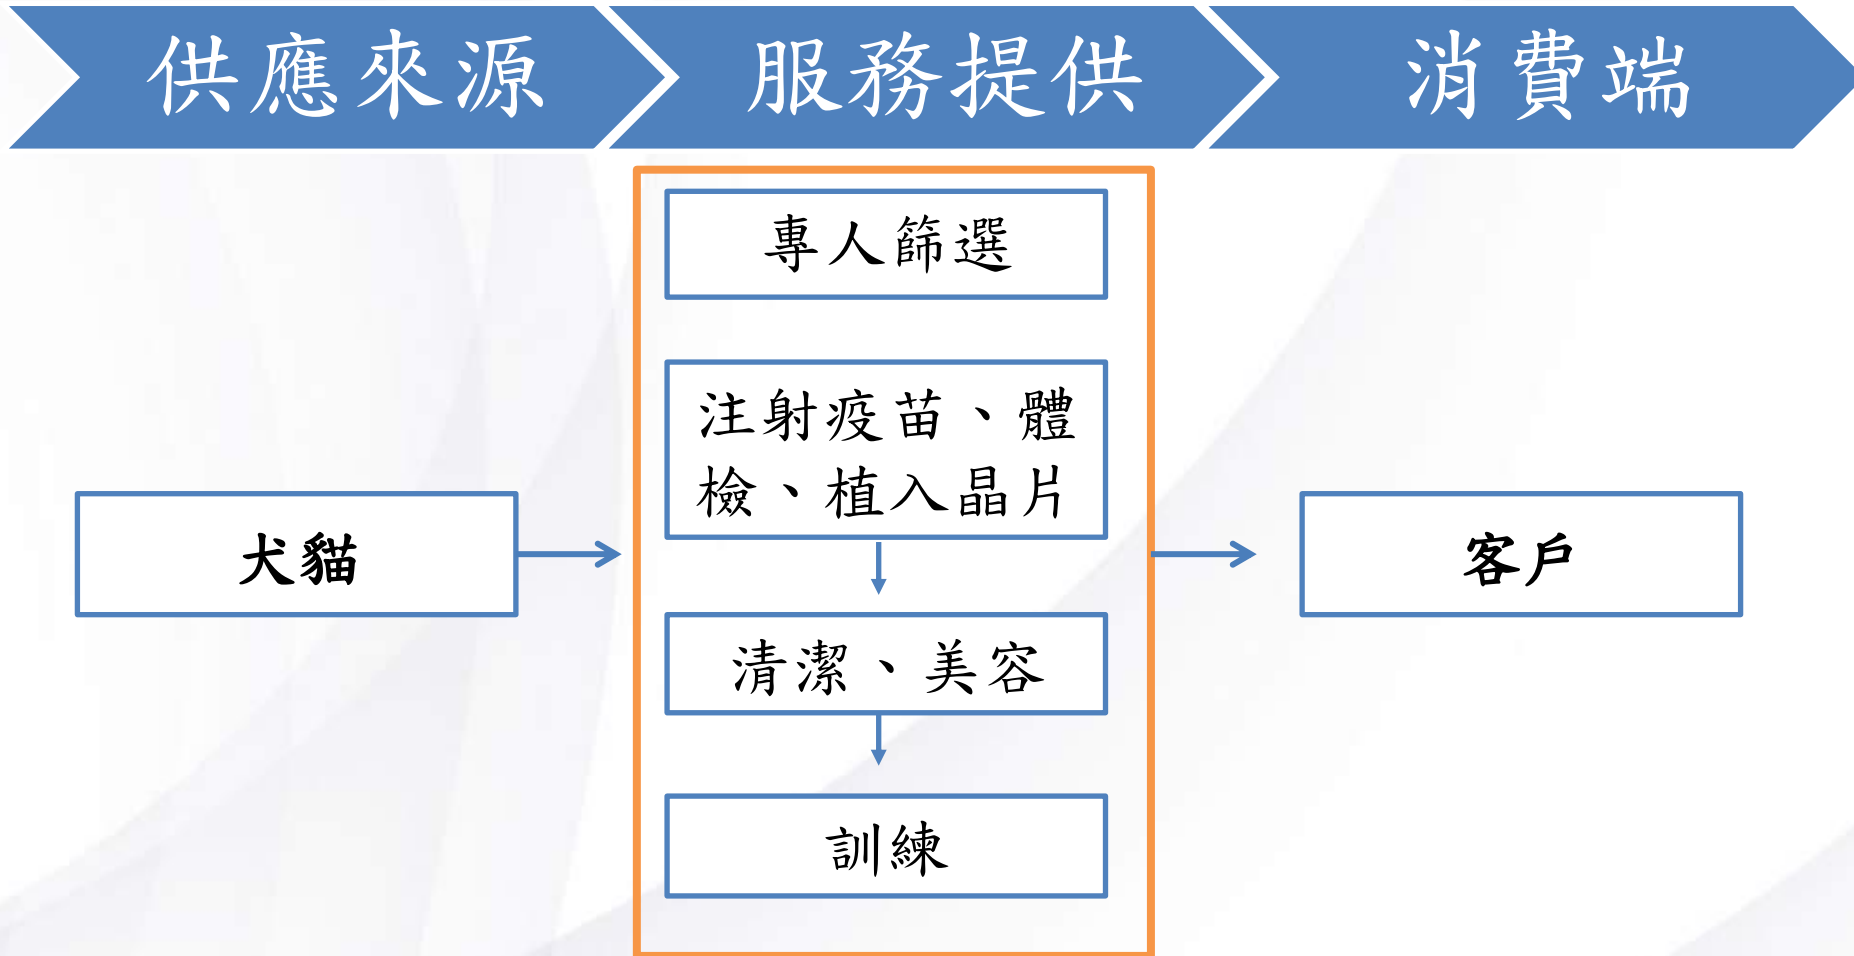 供應來源
服務提供
消費端
專人篩選
注射疫苗、體
檢、植入晶片
犬貓
客戶
清潔、美容
訓練